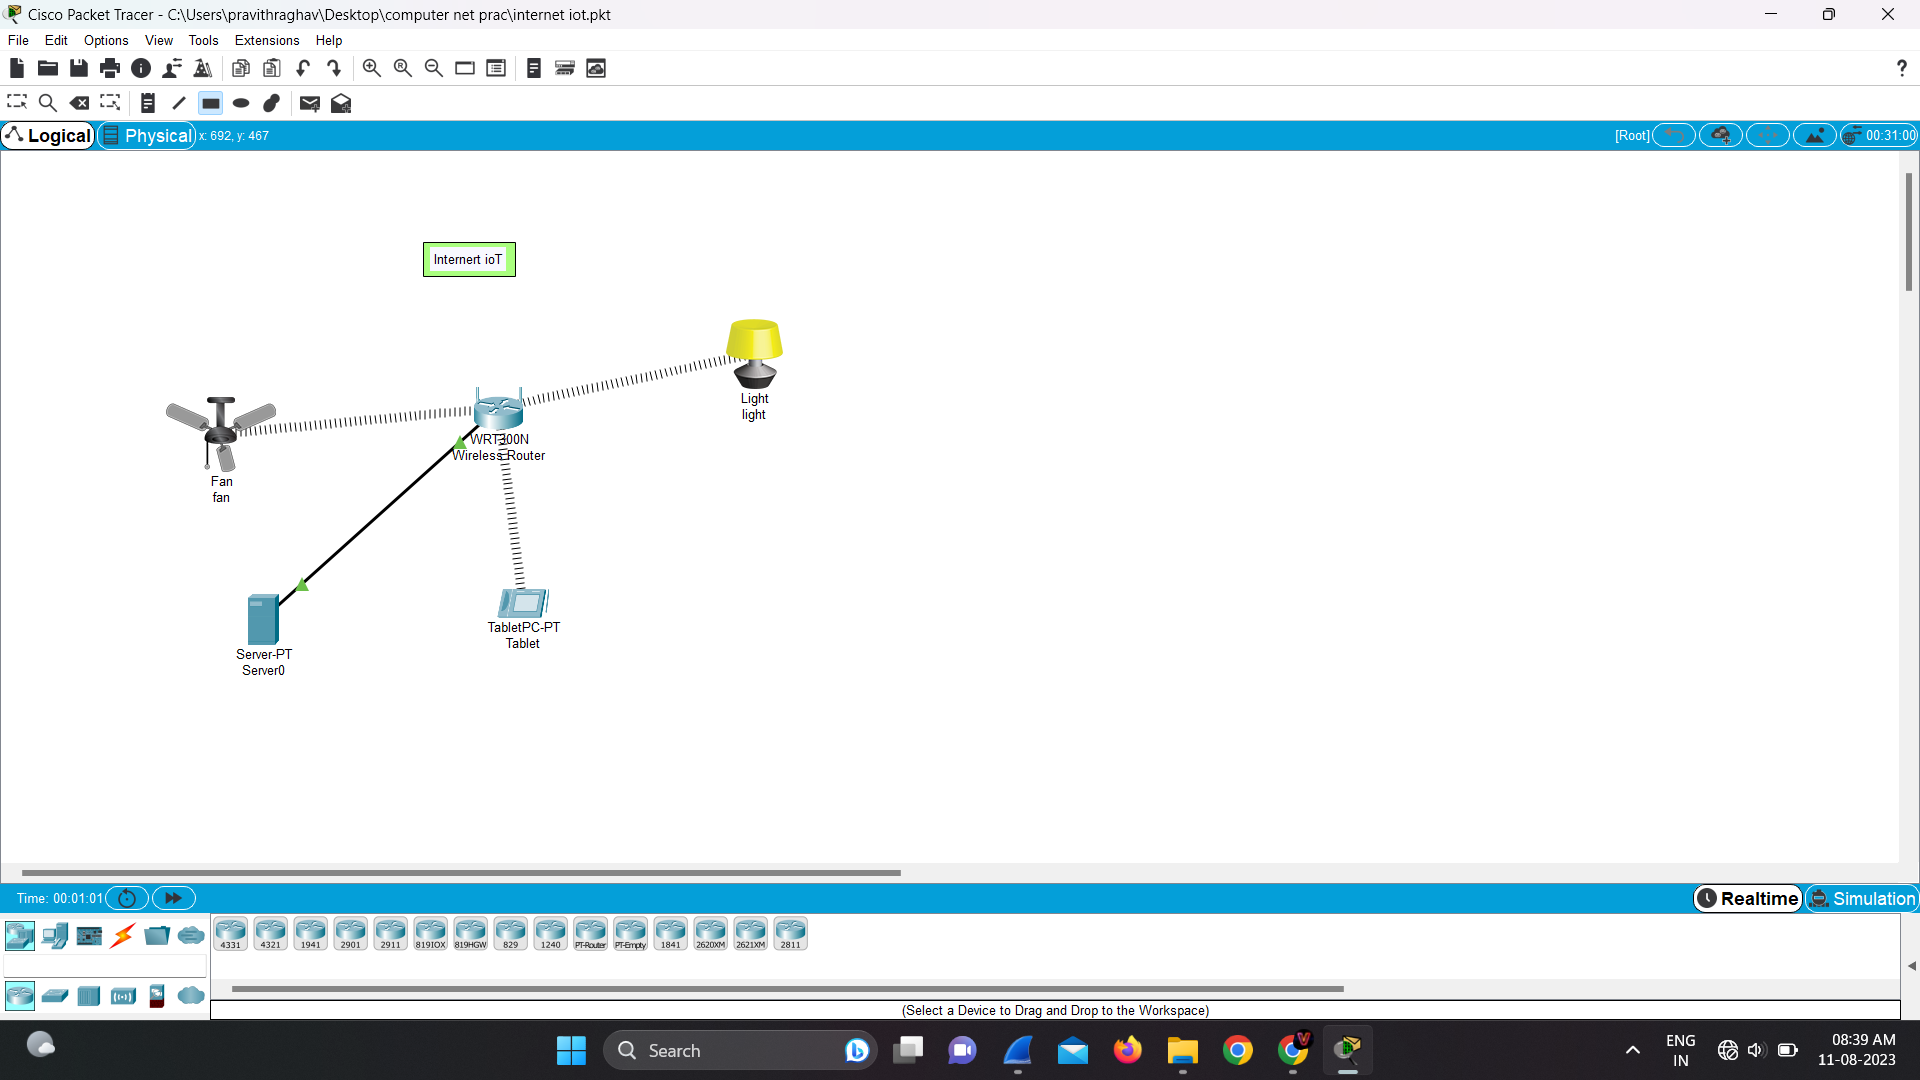 Cisco Packet Tracer - C:\Users\pravithraghav\Desktop\computer net prac\internet iot.pkt
File Edit Options View Tools Extensions Help
?
Logical Physical x: 692, y: 467 [Root] 00:31:00
Internert ioT
Light
light
WRT300N
Wireless Router
Fan
fan
TabletPC-PT
Tablet
Server-PT
Server0
Time: 00:01:01 Realtime Simulation
4331 4321 1941 2901 2911 819IOX 819HGW 829 1240 PT-Router PT-Empty 1841 2620XM 2621XM 2811
(Select a Device to Drag and Drop to the Workspace)
Search
ENG
IN
08:39 AM
11-08-2023